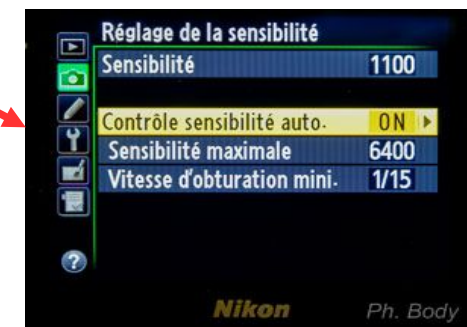 Réglage de la sensibilité
Sensibilité 1100
Contrôle sensibilité auto. ON
Sensibilité maximale 6400
Vitesse d'obturation mini. 1/15
?
Nikon Ph. Body